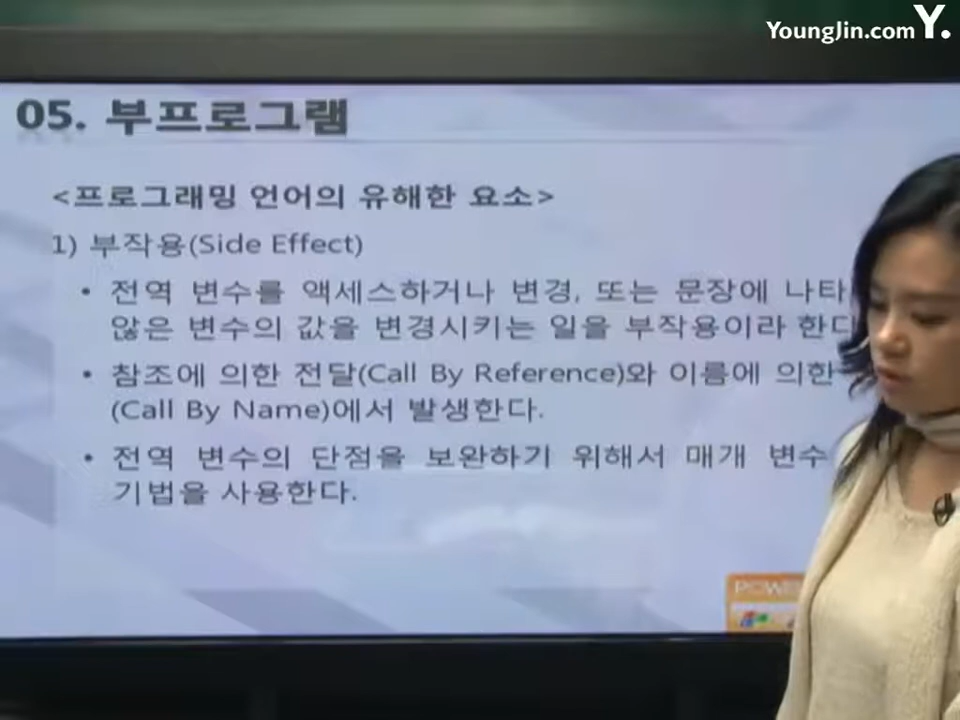 YoungJin.com Y.
05. 부프로그램
<프로그래밍 언어의 유해한 요소>
1) 부작용(Side Effect)
• 전역 변수를 액세스하거나 변경, 또는 문장에 나타
않은 변수의 값을 변경시키는 일을 부작용이라 한다
• 참조에 의한 전달(Call By Reference)와 이름에 의한
(Call By Name)에서 발생한다.
• 전역 변수의 단점을 보완하기 위해서 매개 변수
기법을 사용한다.